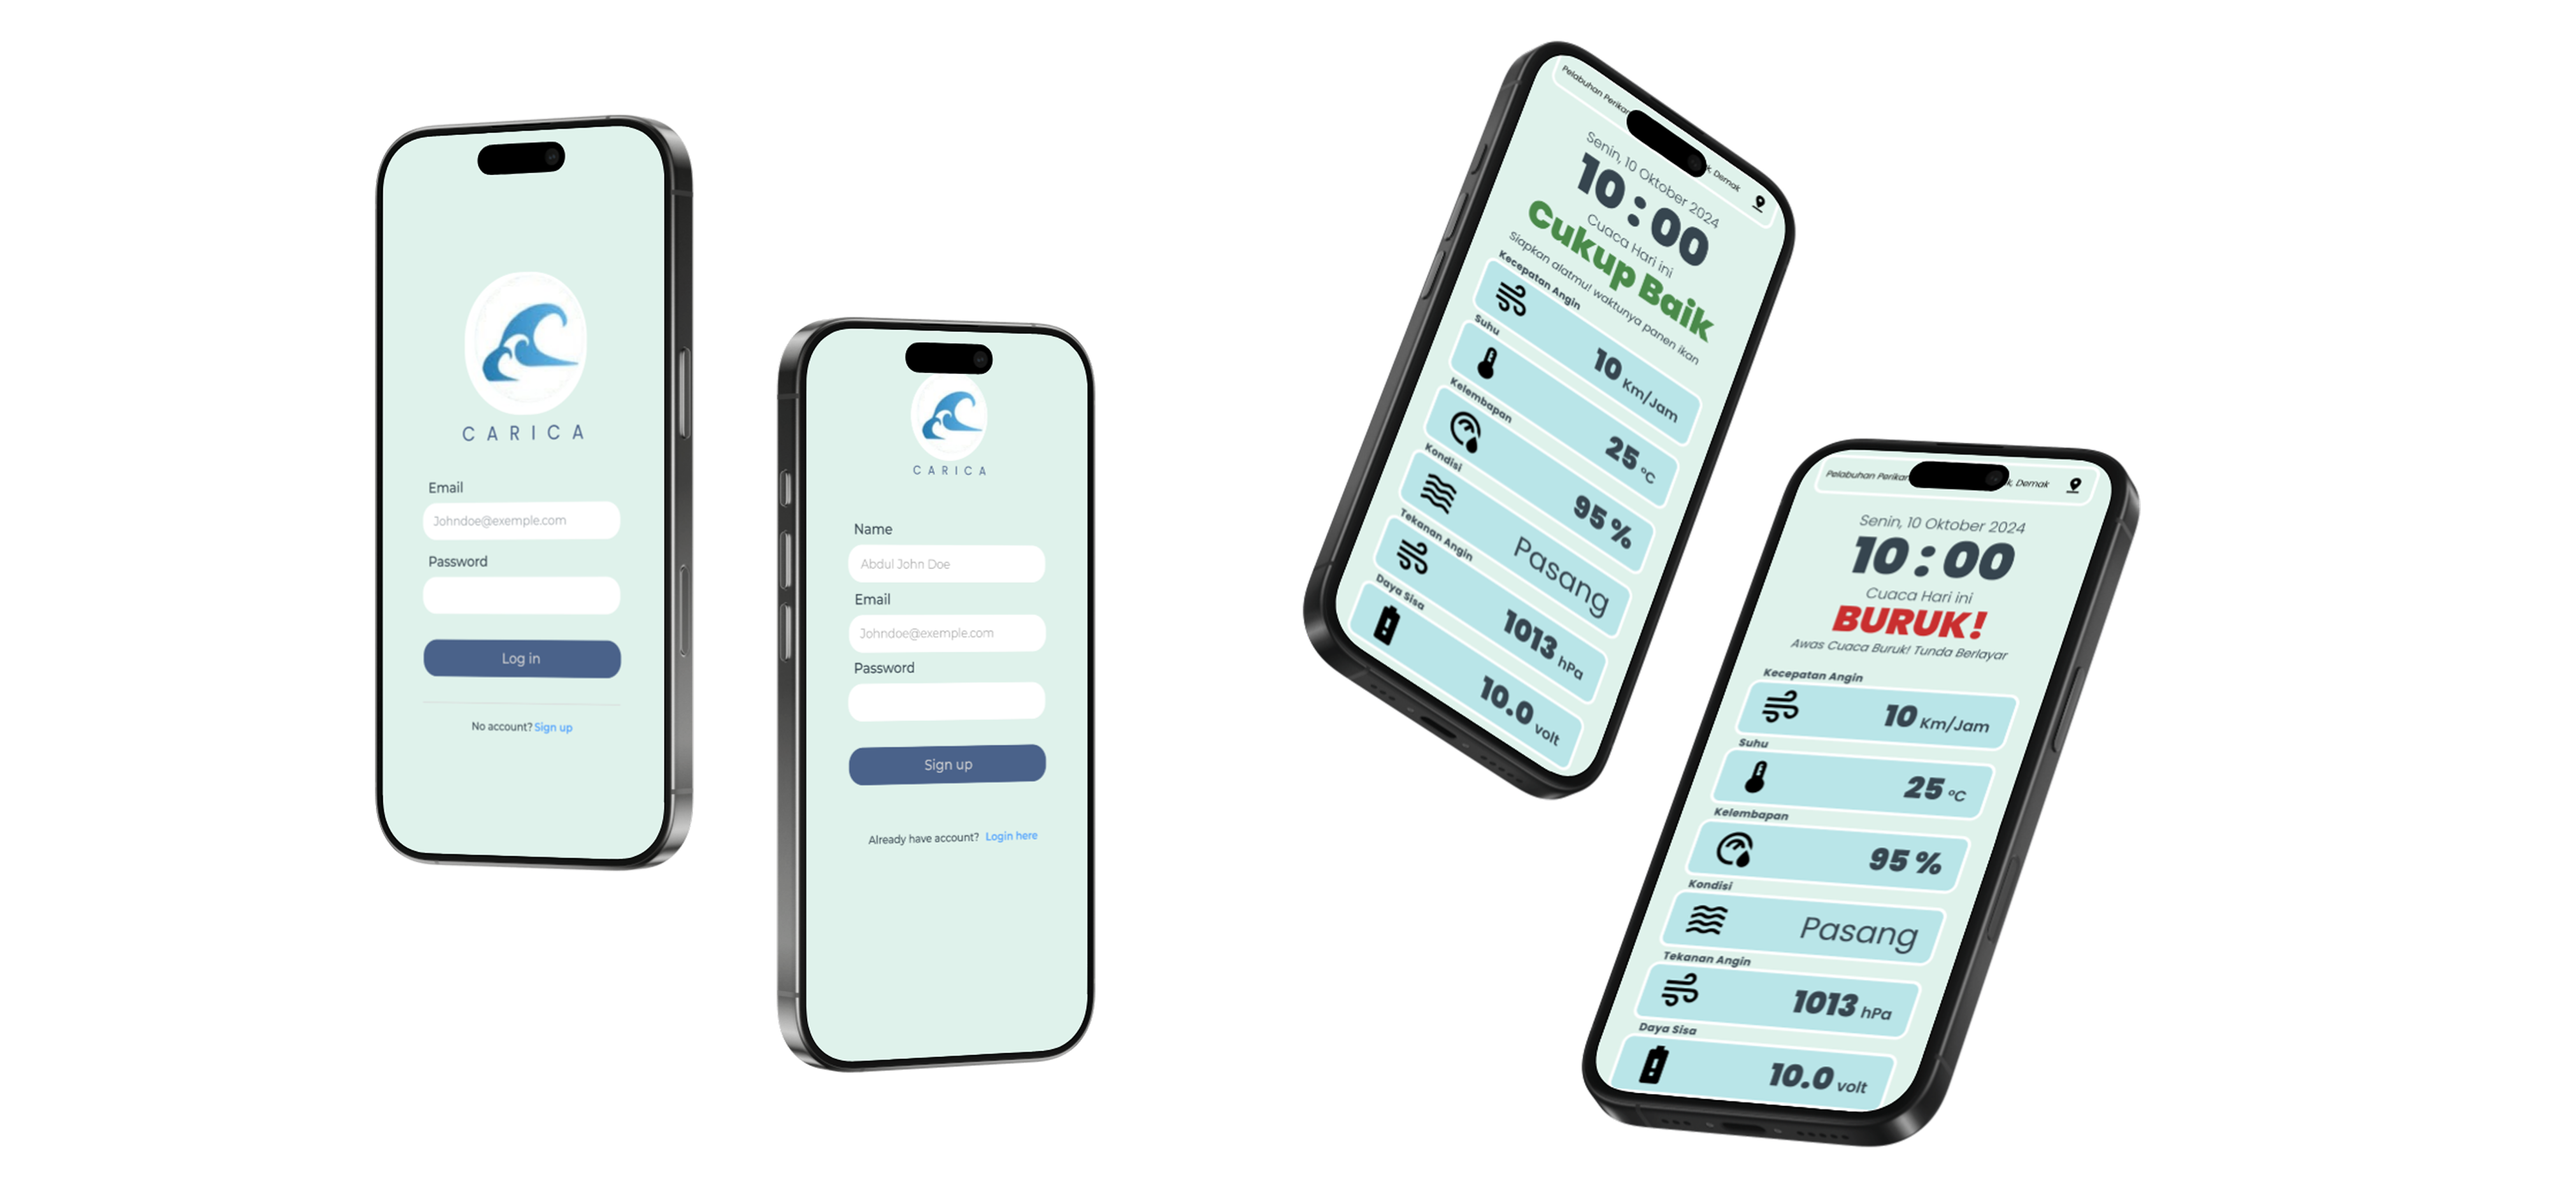 CARICA
Email
Johndoe@exemple.com
Password
Log in
No account? Sign up
CARICA
Name
Abdul John Doe
Email
Johndoe@exemple.com
Password
Sign up
Already have account? Login here
Pelabuhan Demak
Senin, 10 Oktober 2024
10 : 00
Cuaca Hari ini
Cukup Baik
Siapkan alatmu! waktunya panen ikan
Kecepatan Angin
10 Km/Jam
Suhu
25 °C
Kelembapan
95 %
Kondisi
Pasang
Tekanan Angin
1013 hPa
Daya Sisa
10.0 volt
Pelabuhan Demak
Senin, 10 Oktober 2024
10 : 00
Cuaca Hari ini
BURUK!
Awas Cuaca Buruk! Tunda Berlayar
Kecepatan Angin
10 Km/Jam
Suhu
25 °C
Kelembapan
95 %
Kondisi
Pasang
Tekanan Angin
1013 hPa
Daya Sisa
10.0 volt